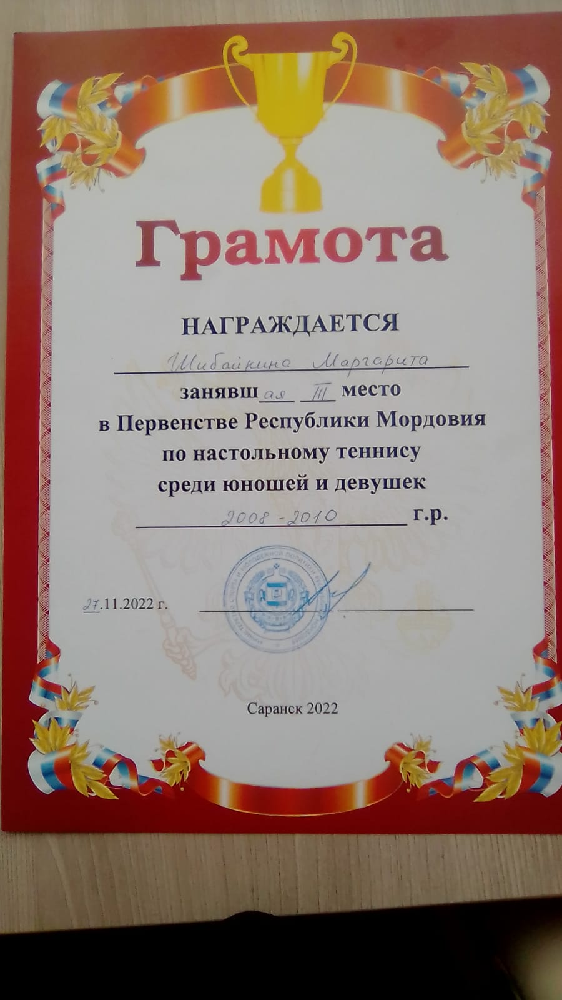 Грамота
НАГРАЖДАЕТСЯ
Шибайкина Маргарита
занявшая III место
в Первенстве Республики Мордовия
по настольному теннису
среди юношей и девушек
2008-2010 г.р.
27.11.2022 г.
Саранск 2022